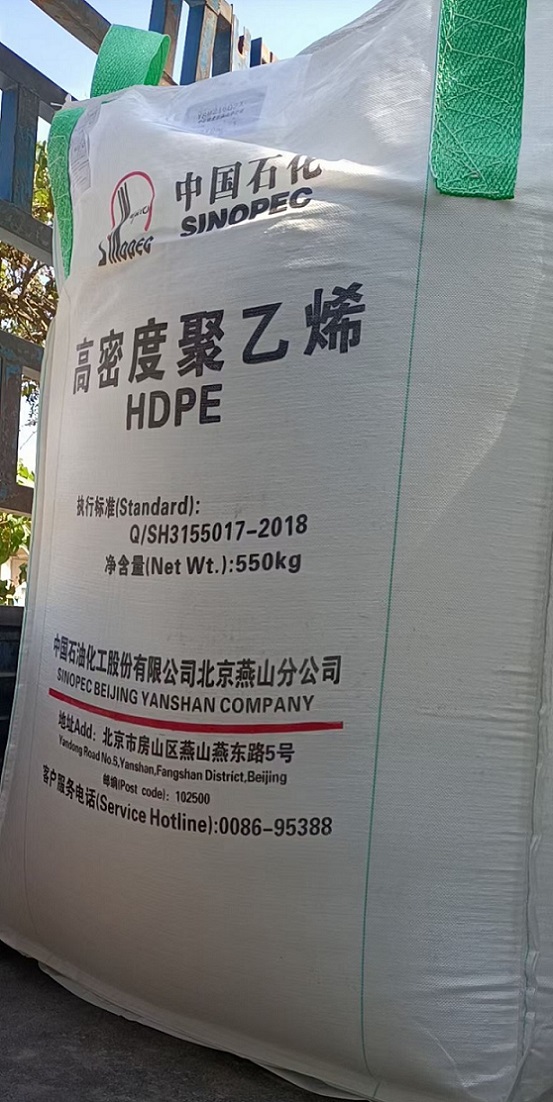 中国石化
SINOPEC
SINOPEC
高密度聚乙烯
HDPE
执行标准(Standard):
Q/SH3155017-2018
净含量(Net Wt.):550kg
中国石油化工股份有限公司北京燕山分公司
SINOPEC BEIJING YANSHAN COMPANY
地址Add: 北京市房山区燕山燕东路5号
Yandong Road No.5,Yanshan,Fangshan District,Beijing
邮编(Post code): 102500
客户服务电话(Service Hotline):0086-95388